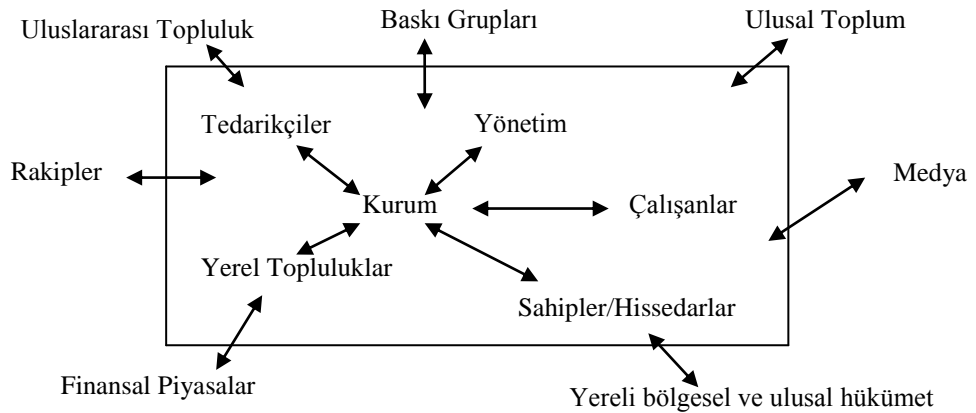 Baskı Grupları
Uluslararası Topluluk
Ulusal Toplum
Tedarikçiler
Yönetim
Rakipler
Medya
Kurum
Çalışanlar
Yerel Topluluklar
Sahipler/Hissedarlar
Finansal Piyasalar
Yereli bölgesel ve ulusal hükümet